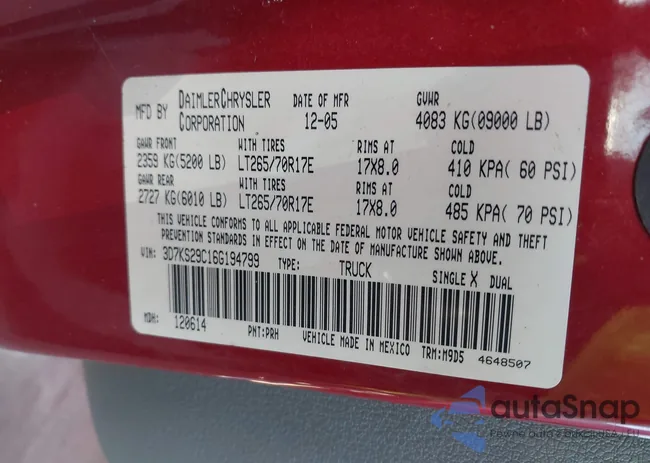 MFD BY DAIMLERCHRYSLER CORPORATION DATE OF MFR 12-05 GVWR 4083 KG(09000 LB)
GAWR FRONT WITH TIRES RIMS AT COLD
2359 KG(5200 LB) LT265/70R17E 17X8.0 410 KPA( 60 PSI)
GAWR REAR WITH TIRES RIMS AT COLD
2727 KG(6010 LB) LT265/70R17E 17X8.0 485 KPA( 70 PSI)
THIS VEHICLE CONFORMS TO ALL APPLICABLE FEDERAL MOTOR VEHICLE SAFETY AND THEFT
PREVENTION STANDARDS IN EFFECT ON THE DATE OF MANUFACTURE SHOWN ABOVE.
VIN: 3D7KS29C16G194799 TYPE: TRUCK SINGLE X DUAL
MDH: 120614 PNT:PRH VEHICLE MADE IN MEXICO TRM:M9D5 4648507
autoSnap